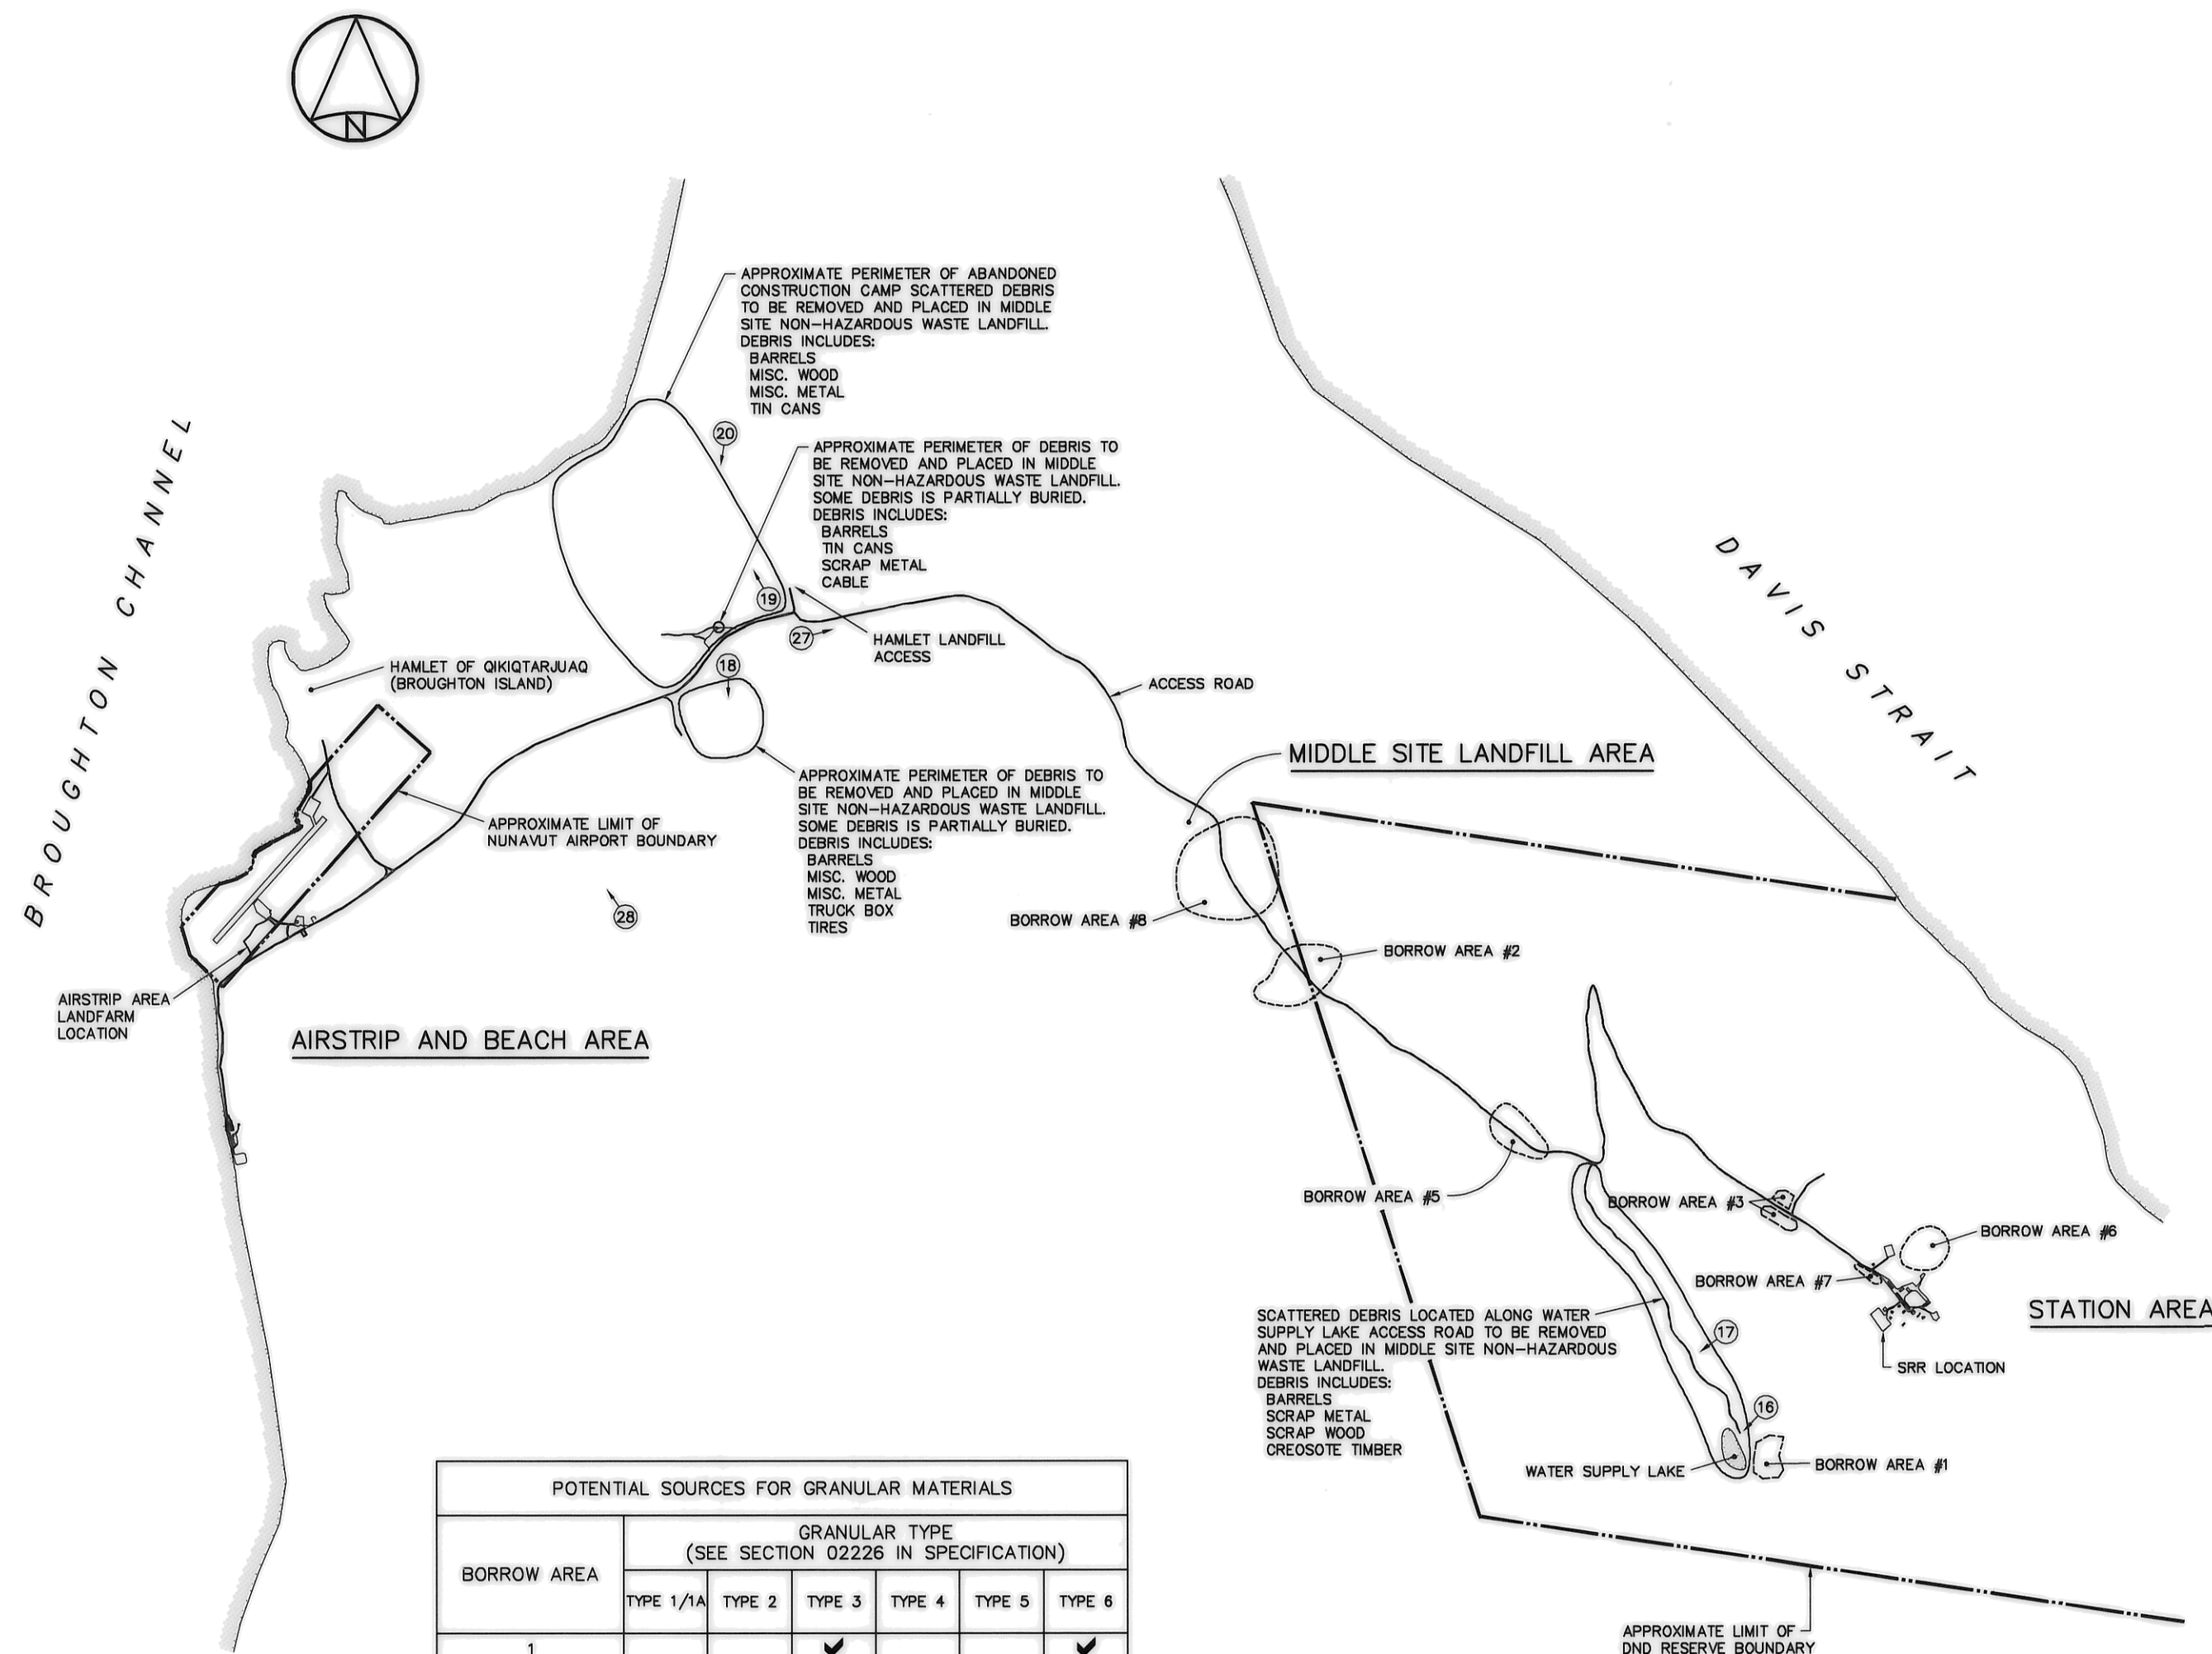 N
APPROXIMATE PERIMETER OF ABANDONED
CONSTRUCTION CAMP SCATTERED DEBRIS
TO BE REMOVED AND PLACED IN MIDDLE
SITE NON-HAZARDOUS WASTE LANDFILL.
DEBRIS INCLUDES:
BARRELS
MISC. WOOD
MISC. METAL
TIN CANS
20
APPROXIMATE PERIMETER OF DEBRIS TO
BE REMOVED AND PLACED IN MIDDLE
SITE NON-HAZARDOUS WASTE LANDFILL.
SOME DEBRIS IS PARTIALLY BURIED.
DEBRIS INCLUDES:
BARRELS
TIN CANS
SCRAP METAL
CABLE
BROUGHTON CHANNEL
DAVIS STRAIT
19
27
HAMLET LANDFILL
ACCESS
18
HAMLET OF QIKIQTARJUAQ
(BROUGHTON ISLAND)
ACCESS ROAD
MIDDLE SITE LANDFILL AREA
APPROXIMATE PERIMETER OF DEBRIS TO
BE REMOVED AND PLACED IN MIDDLE
SITE NON-HAZARDOUS WASTE LANDFILL.
SOME DEBRIS IS PARTIALLY BURIED.
DEBRIS INCLUDES:
BARRELS
MISC. WOOD
MISC. METAL
TRUCK BOX
TIRES
APPROXIMATE LIMIT OF
NUNAVUT AIRPORT BOUNDARY
28
BORROW AREA #8
BORROW AREA #2
AIRSTRIP AREA
LANDFARM
LOCATION
AIRSTRIP AND BEACH AREA
BORROW AREA #5
BORROW AREA #3
BORROW AREA #6
BORROW AREA #7
STATION AREA
SCATTERED DEBRIS LOCATED ALONG WATER
SUPPLY LAKE ACCESS ROAD TO BE REMOVED
AND PLACED IN MIDDLE SITE NON-HAZARDOUS
WASTE LANDFILL.
DEBRIS INCLUDES:
BARRELS
SCRAP METAL
SCRAP WOOD
CREOSOTE TIMBER
17
SRR LOCATION
16
WATER SUPPLY LAKE
BORROW AREA #1
POTENTIAL SOURCES FOR GRANULAR MATERIALS
BORROW AREA
GRANULAR TYPE
(SEE SECTION 02226 IN SPECIFICATION)
TYPE 1/1A TYPE 2 TYPE 3 TYPE 4 TYPE 5 TYPE 6
1 ✔ ✔
APPROXIMATE LIMIT OF
DND RESERVE BOUNDARY